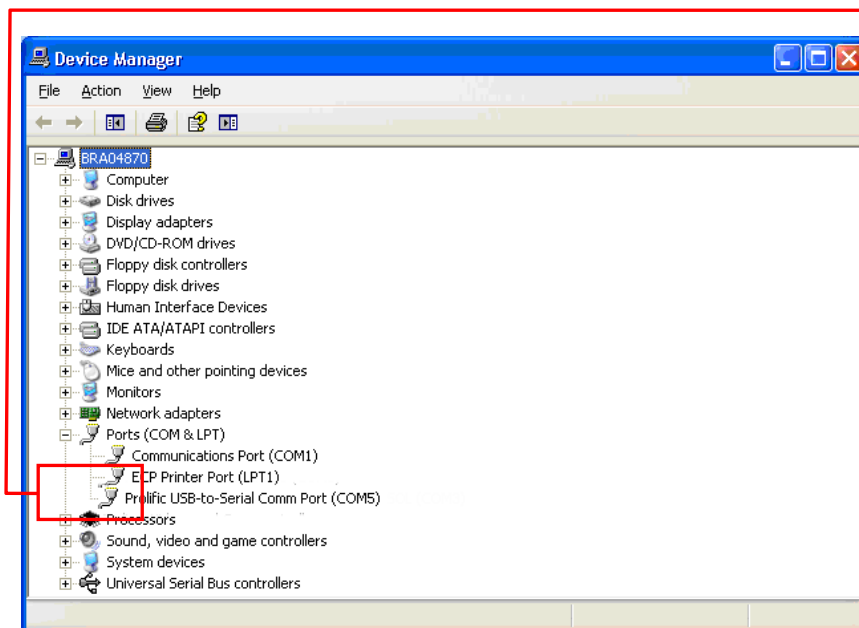 Device Manager
File Action View Help
BRA04870
Computer
Disk drives
Display adapters
DVD/CD-ROM drives
Floppy disk controllers
Floppy disk drives
Human Interface Devices
IDE ATA/ATAPI controllers
Keyboards
Mice and other pointing devices
Monitors
Network adapters
Ports (COM & LPT)
Communications Port (COM1)
ECP Printer Port (LPT1)
Prolific USB-to-Serial Comm Port (COM5)
Processors
Sound, video and game controllers
System devices
Universal Serial Bus controllers